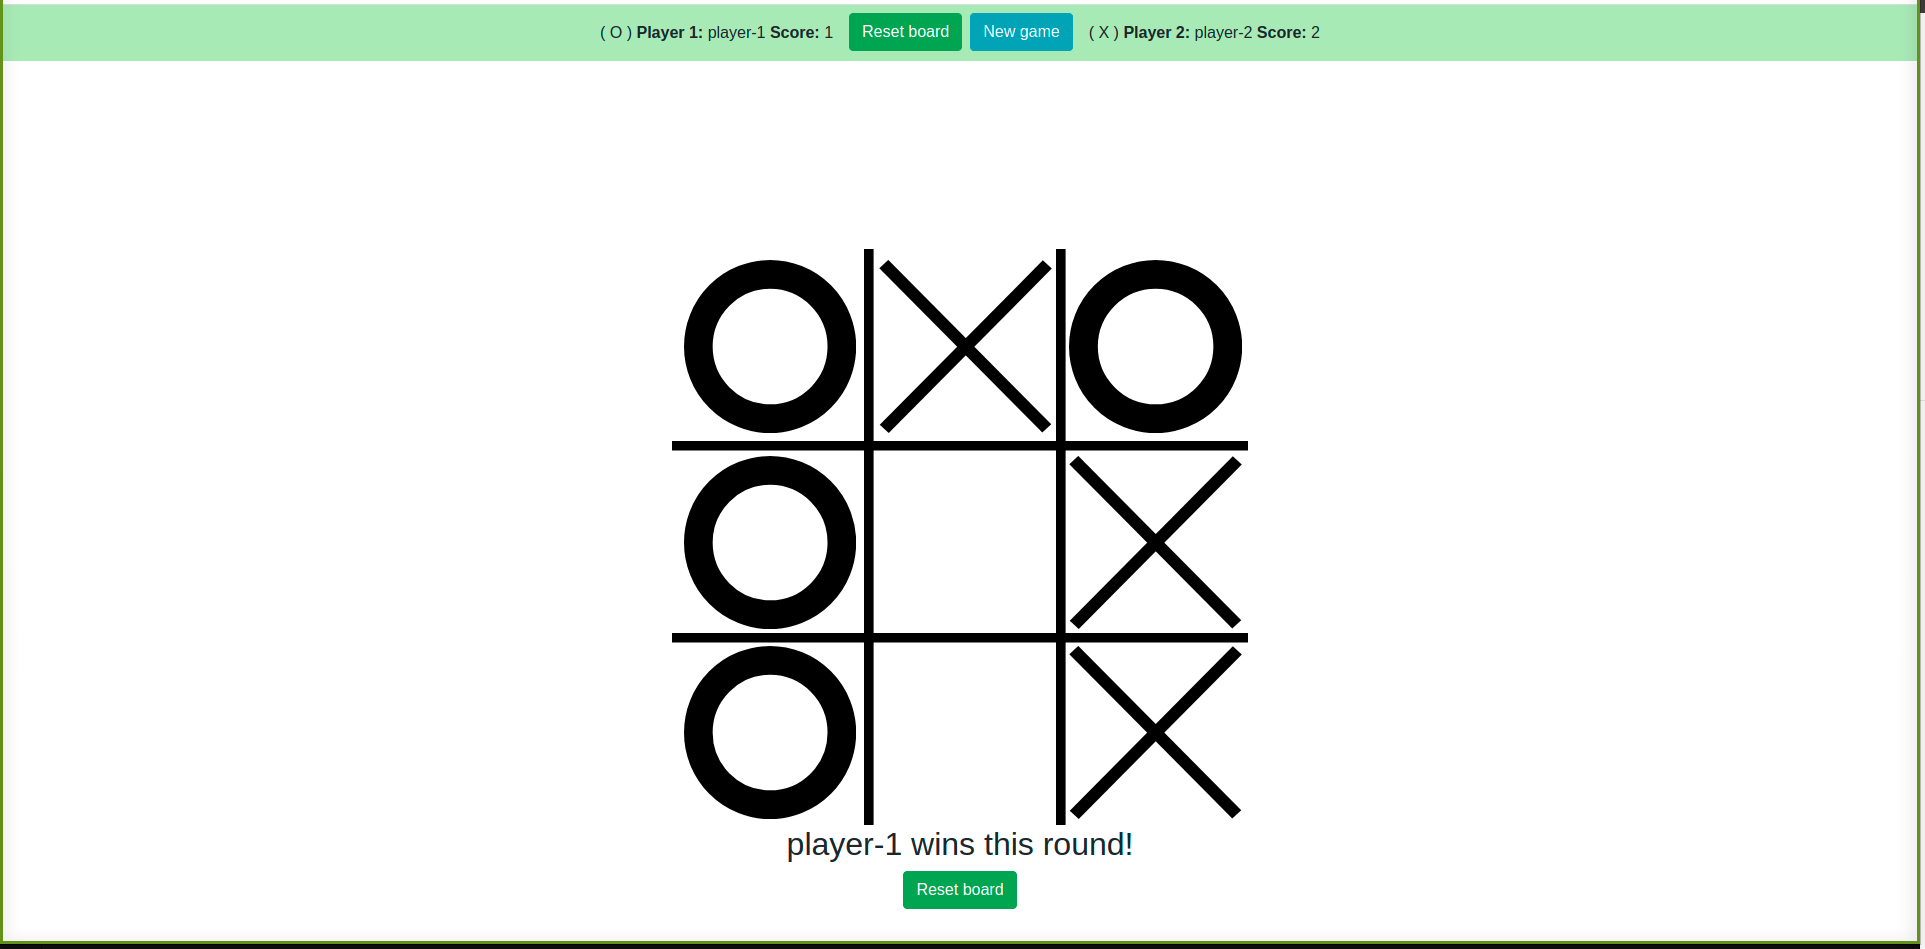 ( O ) Player 1: player-1 Score: 1 Reset board New game ( X ) Player 2: player-2 Score: 2
player-1 wins this round!
Reset board